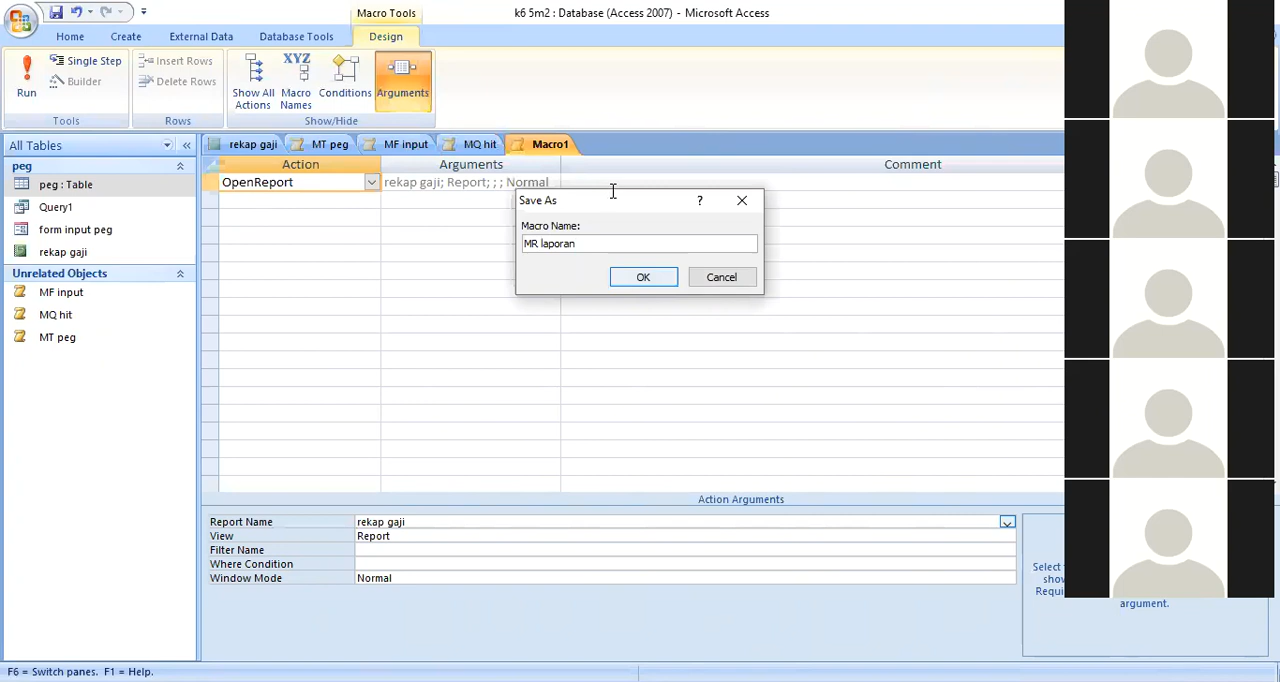 Macro Tools
k6 5m2 : Database (Access 2007) - Microsoft Access
Home
Create
External Data
Database Tools
Design
Run
Single Step
Builder
Tools
Insert Rows
Delete Rows
Rows
Show All Actions
XYZ
Macro Names
Conditions
Arguments
Show/Hide
All Tables
peg
peg : Table
Query1
form input peg
rekap gaji
Unrelated Objects
MF input
MQ hit
MT peg
rekap gaji
MT peg
MF input
MQ hit
Macro1
Action
Arguments
Comment
OpenReport
rekap gaji; Report; ; ; Normal
Save As
?
Macro Name:
MR laporan
OK
Cancel
Action Arguments
Report Name
rekap gaji
View
Report
Filter Name
Where Condition
Window Mode
Normal
Select
argument.
F6 = Switch panes. F1 = Help.